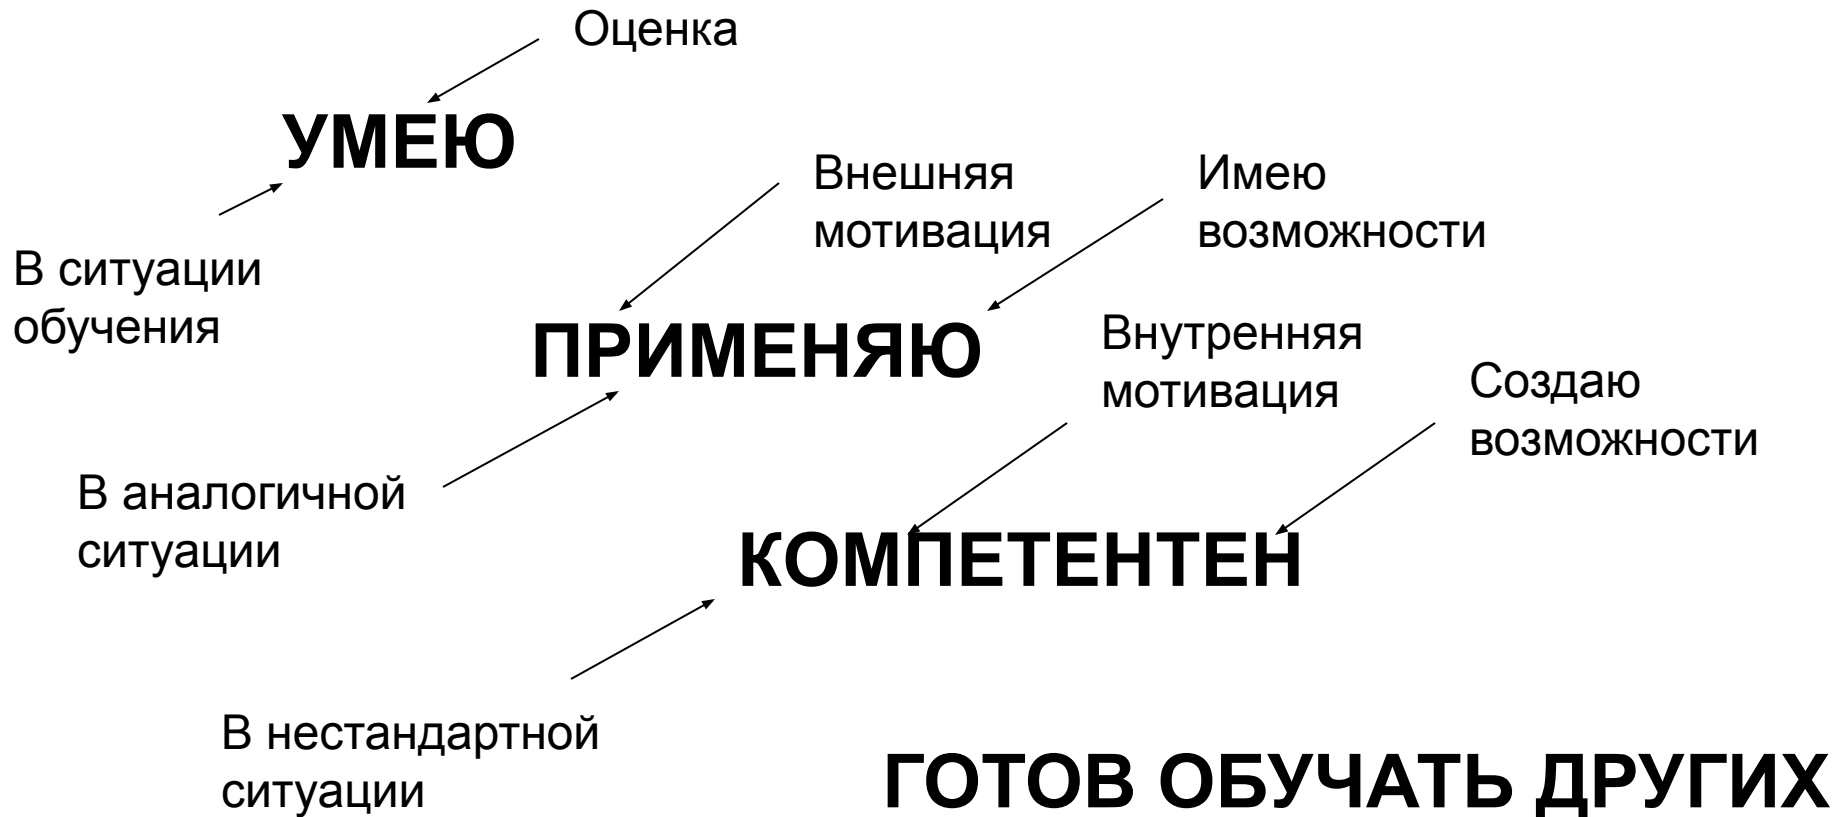 Оценка
УМЕЮ
В ситуации
обучения
Внешняя
мотивация
Имею
возможности
ПРИМЕНЯЮ
В аналогичной
ситуации
Внутренняя
мотивация
Создаю
возможности
КОМПЕТЕНТЕН
В нестандартной
ситуации
ГОТОВ ОБУЧАТЬ ДРУГИХ